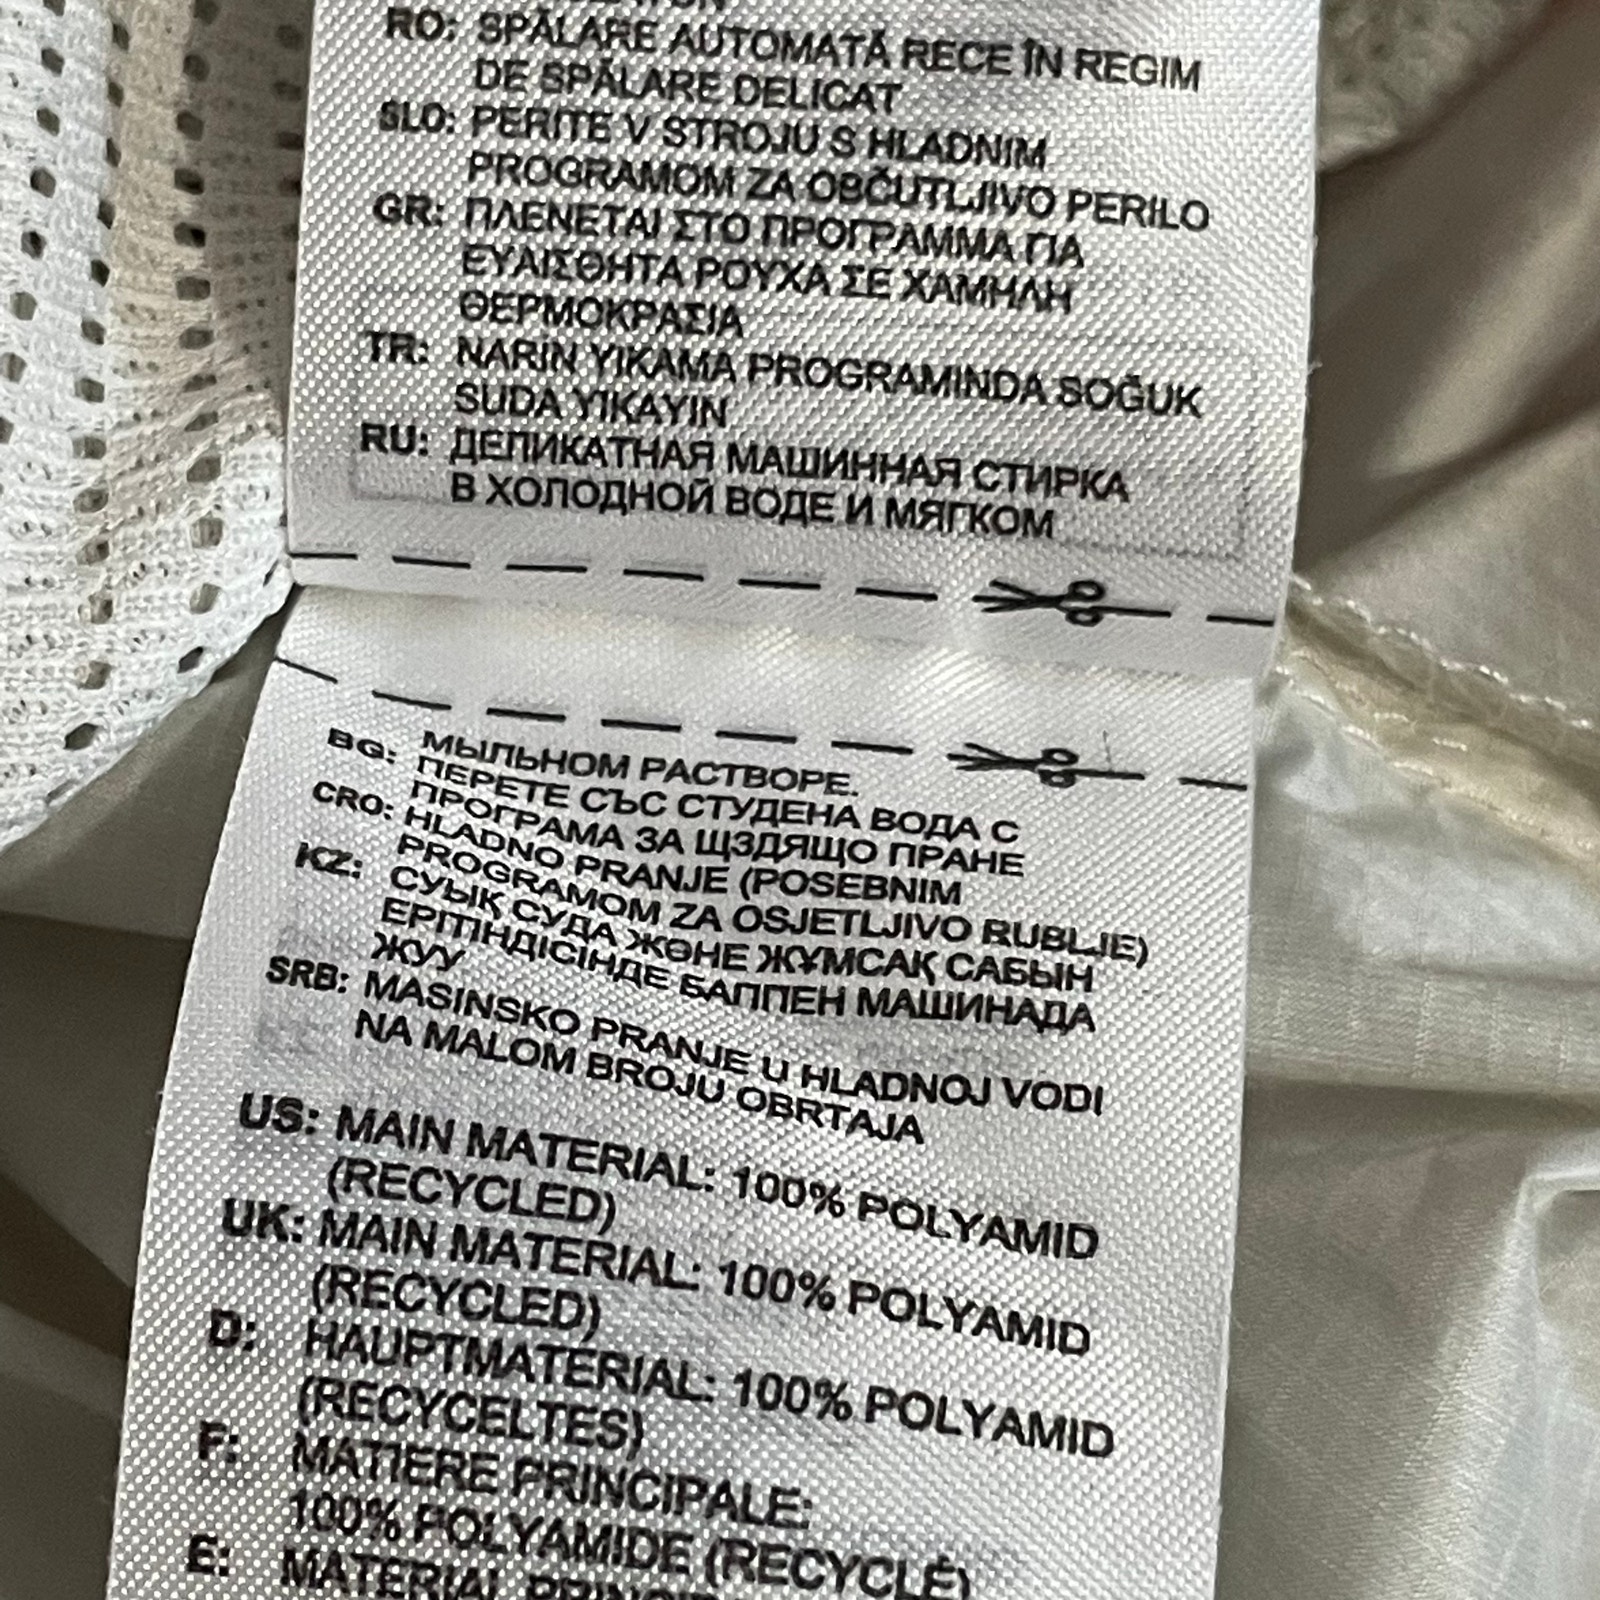 RO: SPĂLARE AUTOMATĂ RECE ÎN REGIM
DE SPĂLARE DELICAT
SLO: PERITE V STROJU S HLADNIM
PROGRAMOM ZA OBČUTLJIVO PERILO
GR: ΠΛΕΝΕΤΑΙ ΣΤΟ ΠΡΟΓΡΑΜΜΑ ΓΙΑ
ΕΥΑΙΣΘΗΤΑ ΡΟΥΧΑ ΣΕ ΧΑΜΗΛΗ
ΘΕΡΜΟΚΡΑΣΙΑ
TR: NARIN YIKAMA PROGRAMINDA SOĞUK
SUDA YIKAYIN
RU: ДЕЛИКАТНАЯ МАШИННАЯ СТИРКА
В ХОЛОДНОЙ ВОДЕ И МЯГКОМ
МЫЛЬНОМ РАСТВОРЕ.
BG: ПЕРЕТЕ СЪС СТУДЕНА ВОДА С
ПРОГРАМА ЗА ЩЗДЯЩО ПРАНЕ
CRO: HLADNO PRANJE (POSEBNIM
PROGRAMOM ZA OSJETLJIVO RUBLJE)
KZ: СУЫҚ СУДА ЖӘНЕ ЖҰМСАҚ САБЫН
ЕРІТІНДІСІНДЕ БАППЕН МАШИНАДА
ЖУУ
SRB: MASINSKO PRANJE U HLADNOJ VODI
NA MALOM BROJU OBRTAJA
US: MAIN MATERIAL: 100% POLYAMID
(RECYCLED)
UK: MAIN MATERIAL: 100% POLYAMID
(RECYCLED)
D: HAUPTMATERIAL: 100% POLYAMID
(RECYCELTES)
F: MATIERE PRINCIPALE:
100% POLYAMIDE (RECYCLÉ)
E: MATERIAL